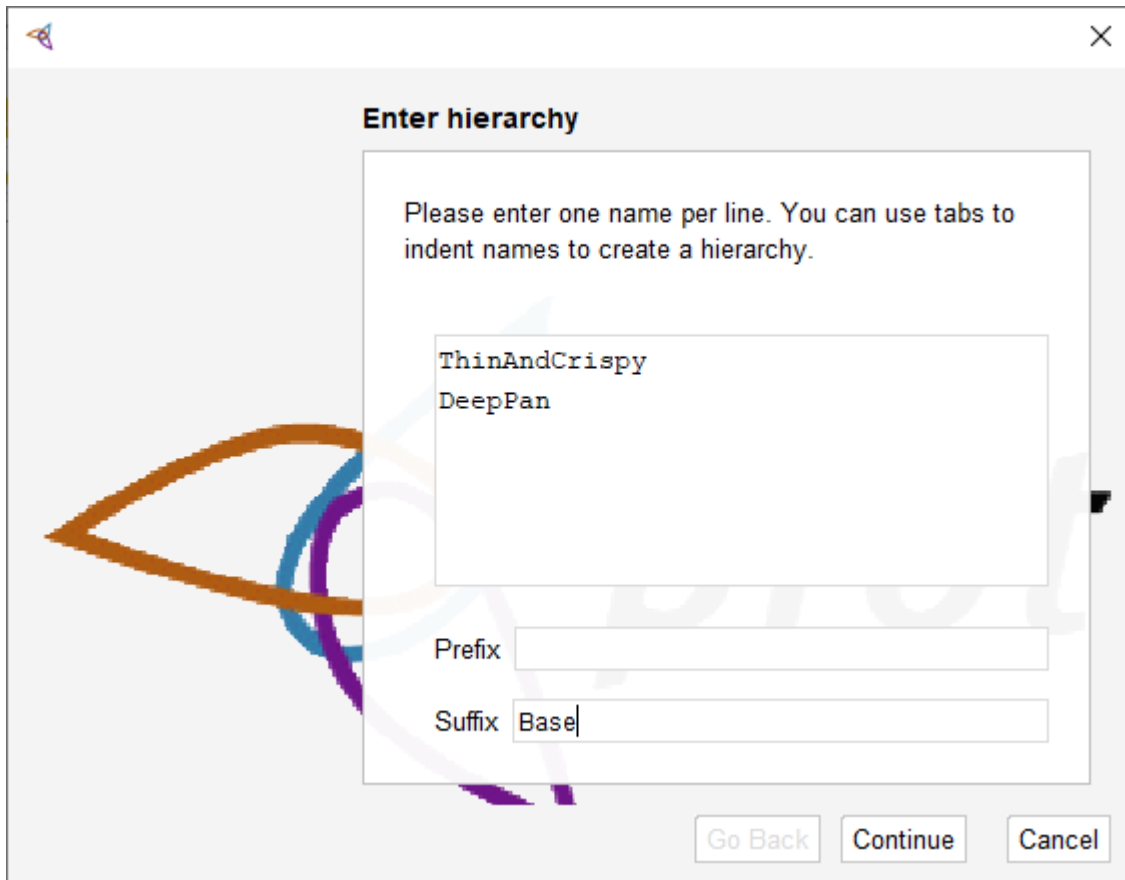 Enter hierarchy
Please enter one name per line. You can use tabs to
indent names to create a hierarchy.
ThinAndCrispy
DeepPan
prot
Prefix
Suffix Base
Go Back Continue Cancel